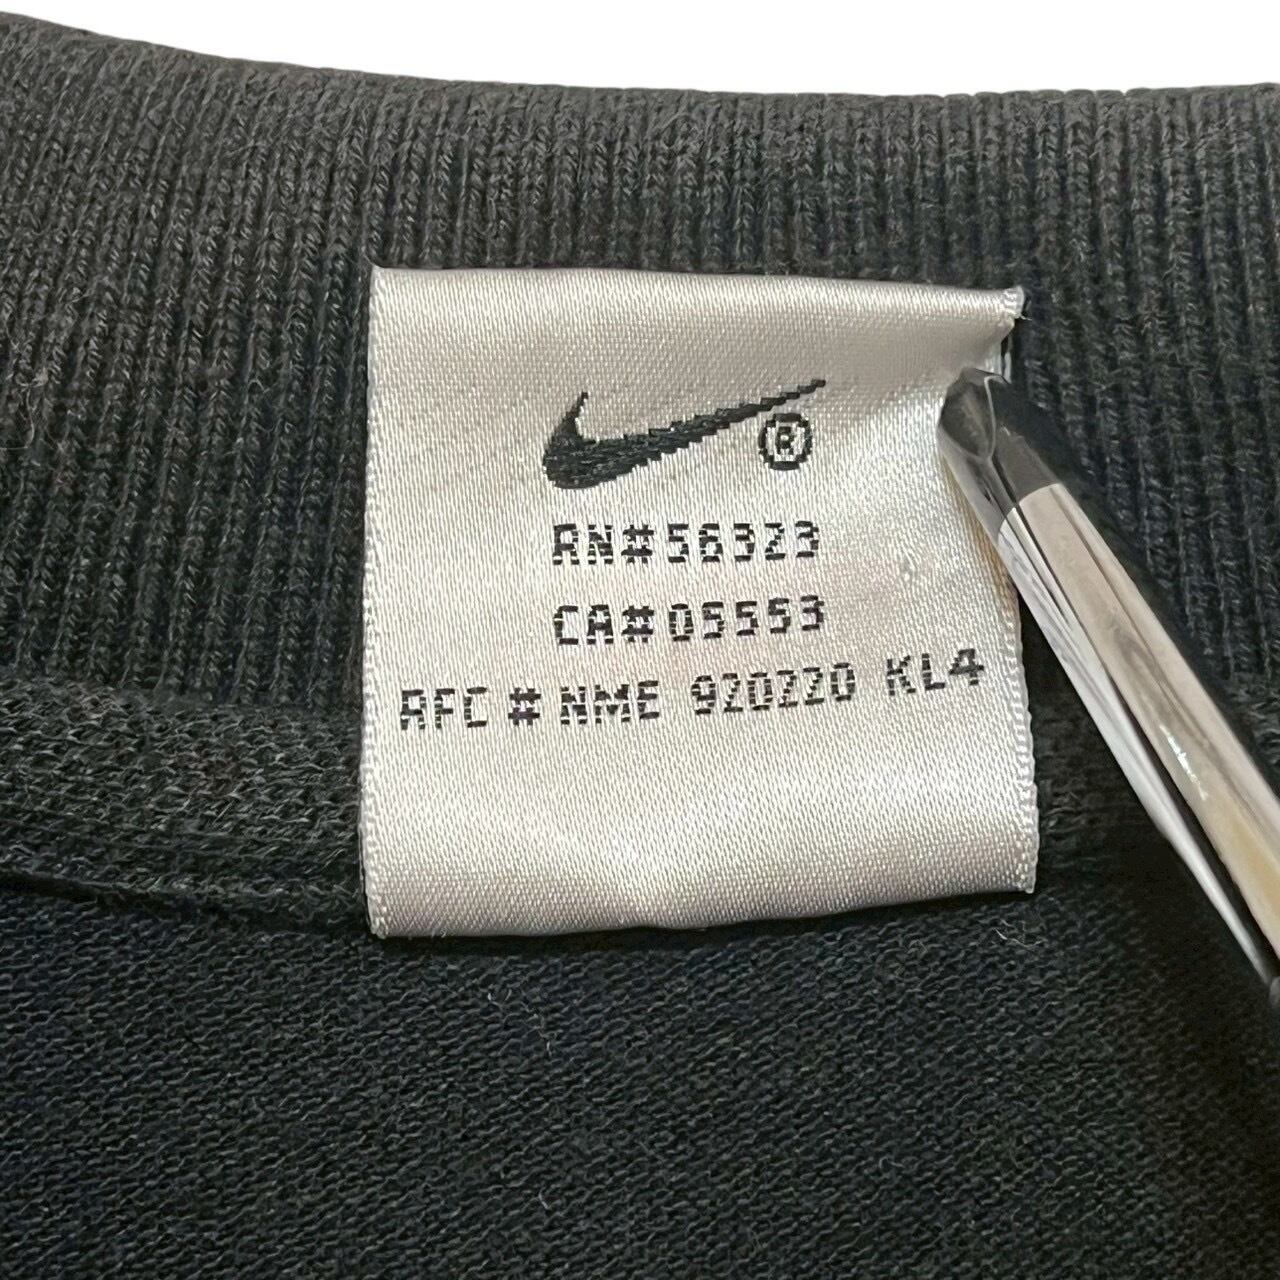 ®
RN#56323
CA#05553
RFC # NME 920220 KL4